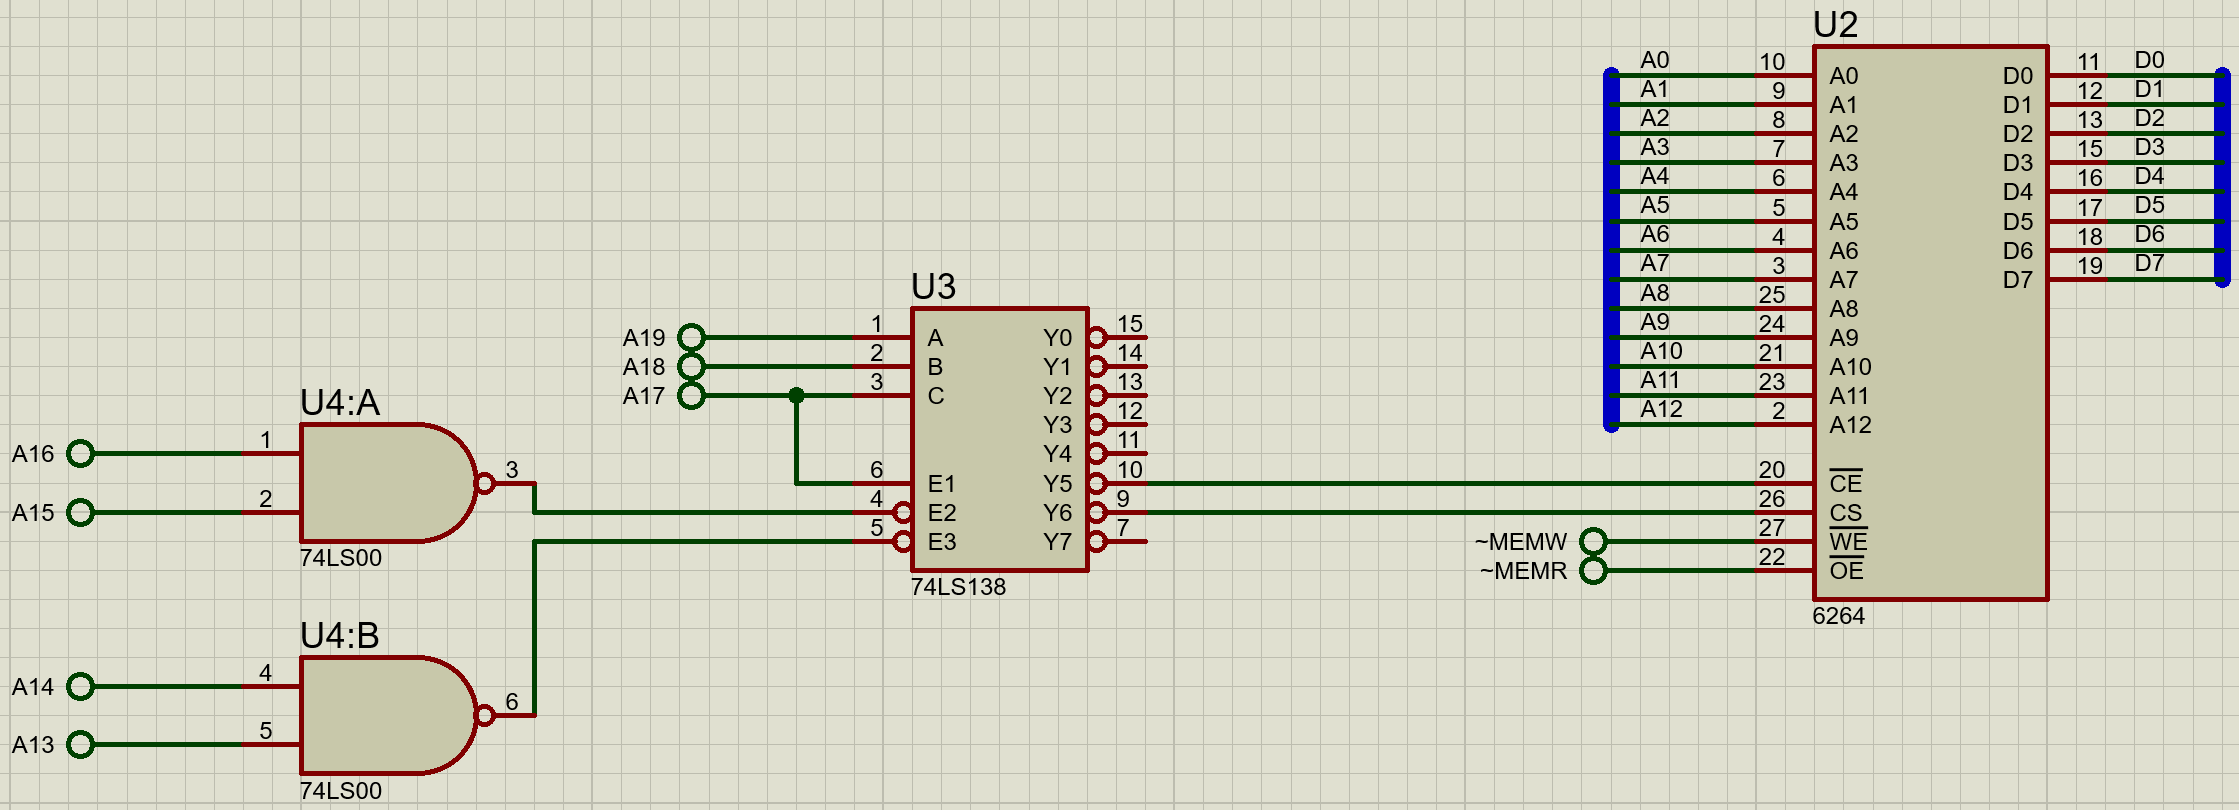 U2
A0 10 A0 D0 11 D0
A1 9 A1 D1 12 D1
A2 8 A2 D2 13 D2
A3 7 A3 D3 15 D3
A4 6 A4 D4 16 D4
A5 5 A5 D5 17 D5
A6 4 A6 D6 18 D6
A7 3 A7 D7 19 D7
A8 25 A8
A9 24 A9
A10 21 A10
A11 23 A11
A12 2 A12
20 CE
26 CS
~MEMW 27 WE
~MEMR 22 OE
6264
U3
A19 1 A Y0 15
A18 2 B Y1 14
A17 3 C Y2 13
Y3 12
Y4 11
6 E1 Y5 10
4 E2 Y6 9
5 E3 Y7 7
74LS138
U4:A
A16 1
3
A15 2
74LS00
U4:B
A14 4
6
A13 5
74LS00